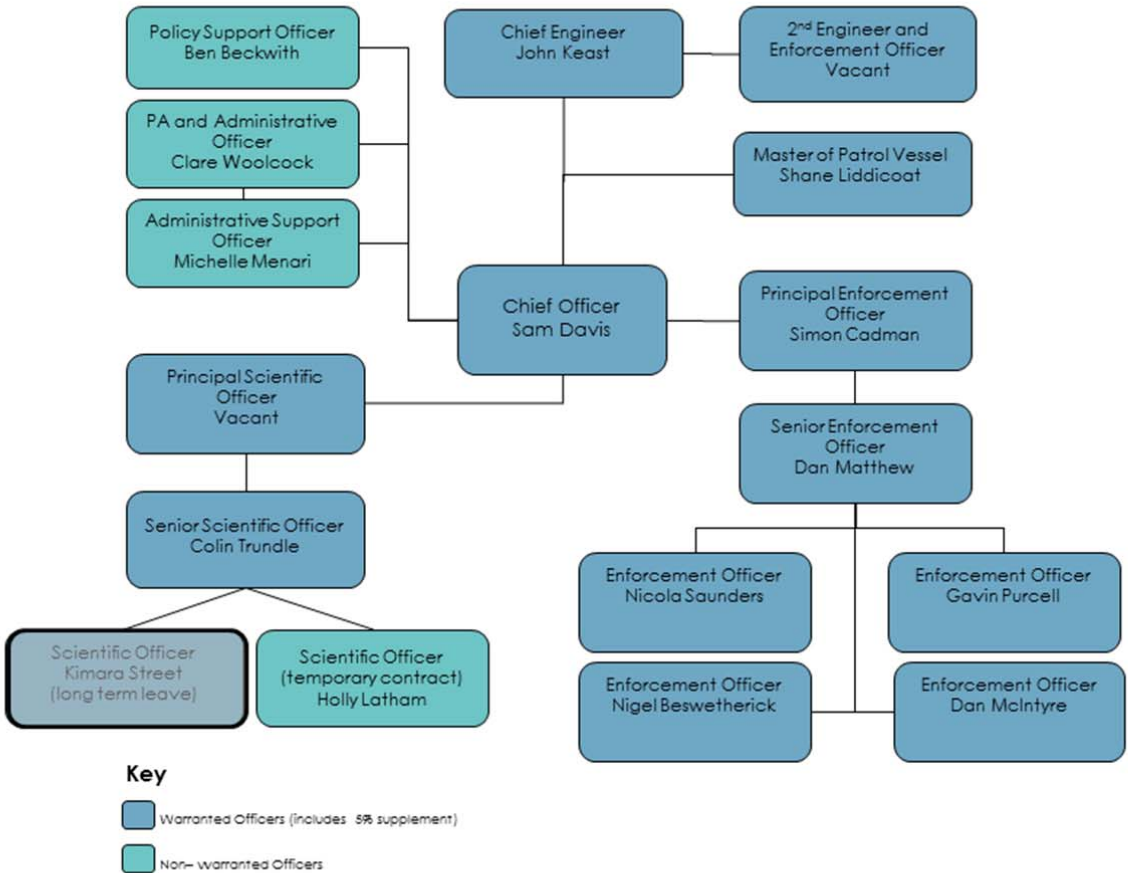 Policy Support Officer
Ben Beckwith
Chief Engineer
John Keast
2nd Engineer and
Enforcement Officer
Vacant
PA and Administrative
Officer
Clare Woolcock
Master of Patrol Vessel
Shane Liddicoat
Administrative Support
Officer
Michelle Menari
Chief Officer
Sam Davis
Principal Enforcement
Officer
Simon Cadman
Principal Scientific
Officer
Vacant
Senior Enforcement
Officer
Dan Matthew
Senior Scientific Officer
Colin Trundle
Enforcement Officer
Nicola Saunders
Enforcement Officer
Gavin Purcell
Scientific Officer
Kimara Street
(long term leave)
Scientific Officer
(temporary contract)
Holly Latham
Enforcement Officer
Nigel Beswetherick
Enforcement Officer
Dan McIntyre
Key
Warranted Officers (includes 5% supplement)
Non– warranted Officers